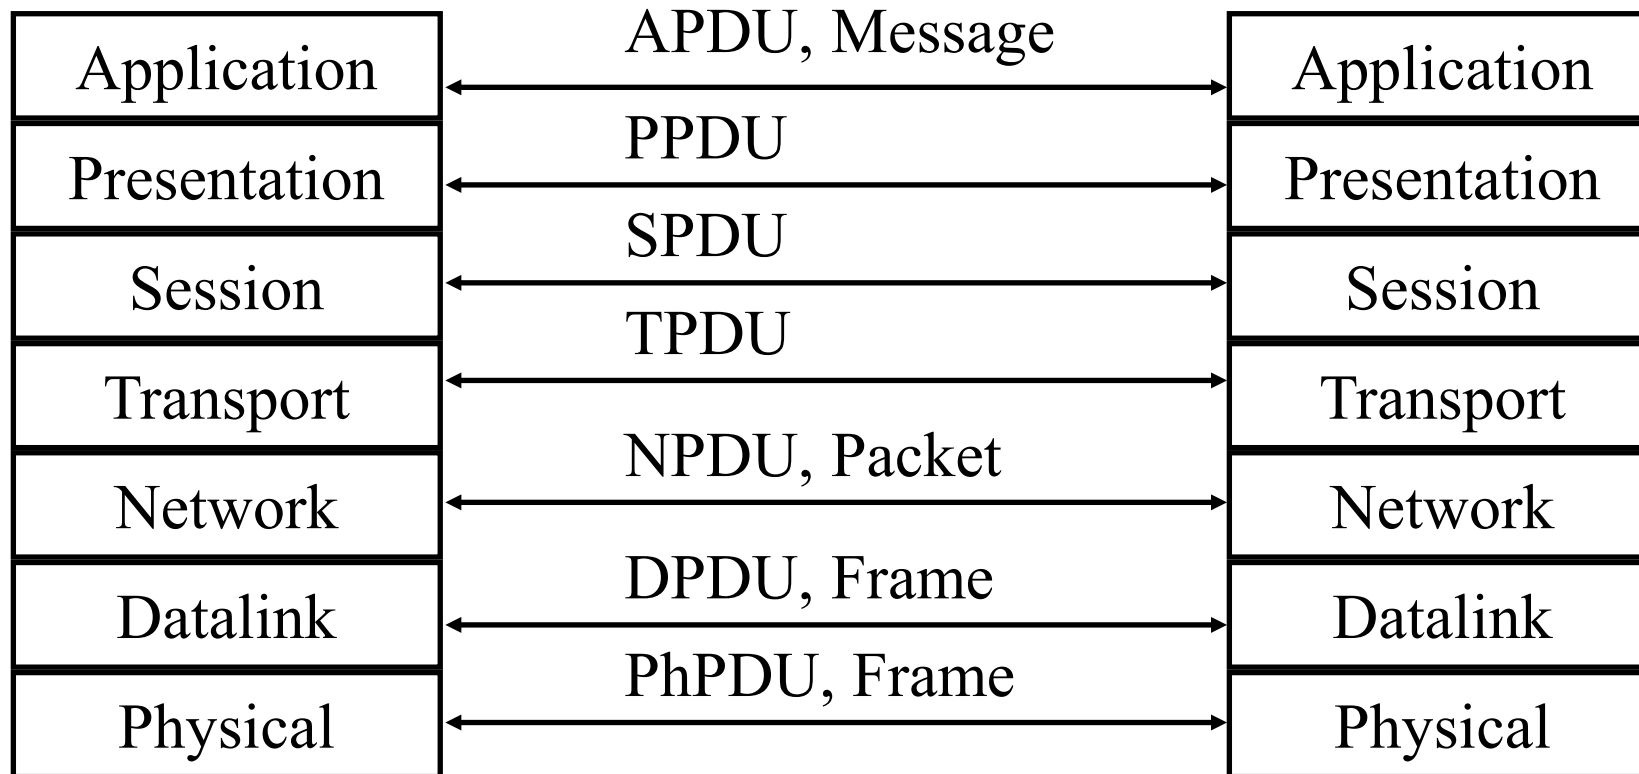 APDU, Message
Application
Application
PPDU
Presentation
Presentation
SPDU
Session
Session
TPDU
Transport
Transport
NPDU, Packet
Network
Network
DPDU, Frame
Datalink
Datalink
PhPDU, Frame
Physical
Physical